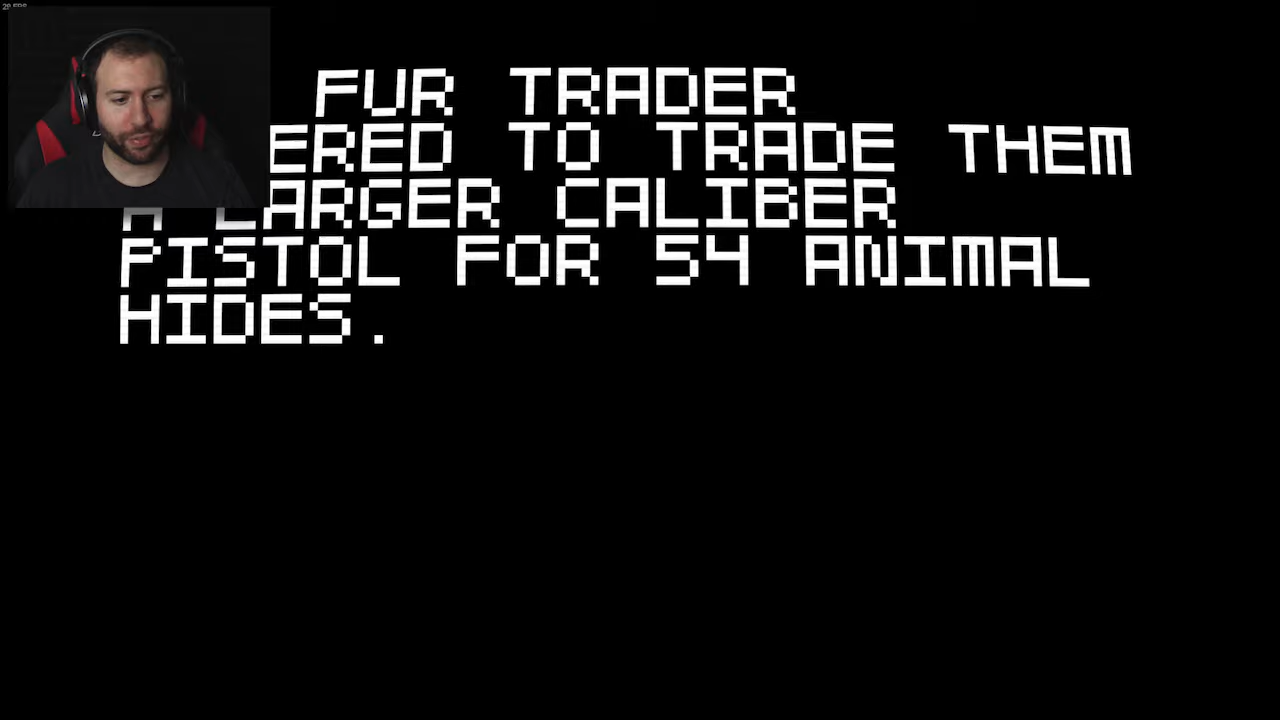 FUR TRADER
ERED TO TRADE THEM
A LARGER CALIBER
PISTOL FOR 54 ANIMAL
HIDES.